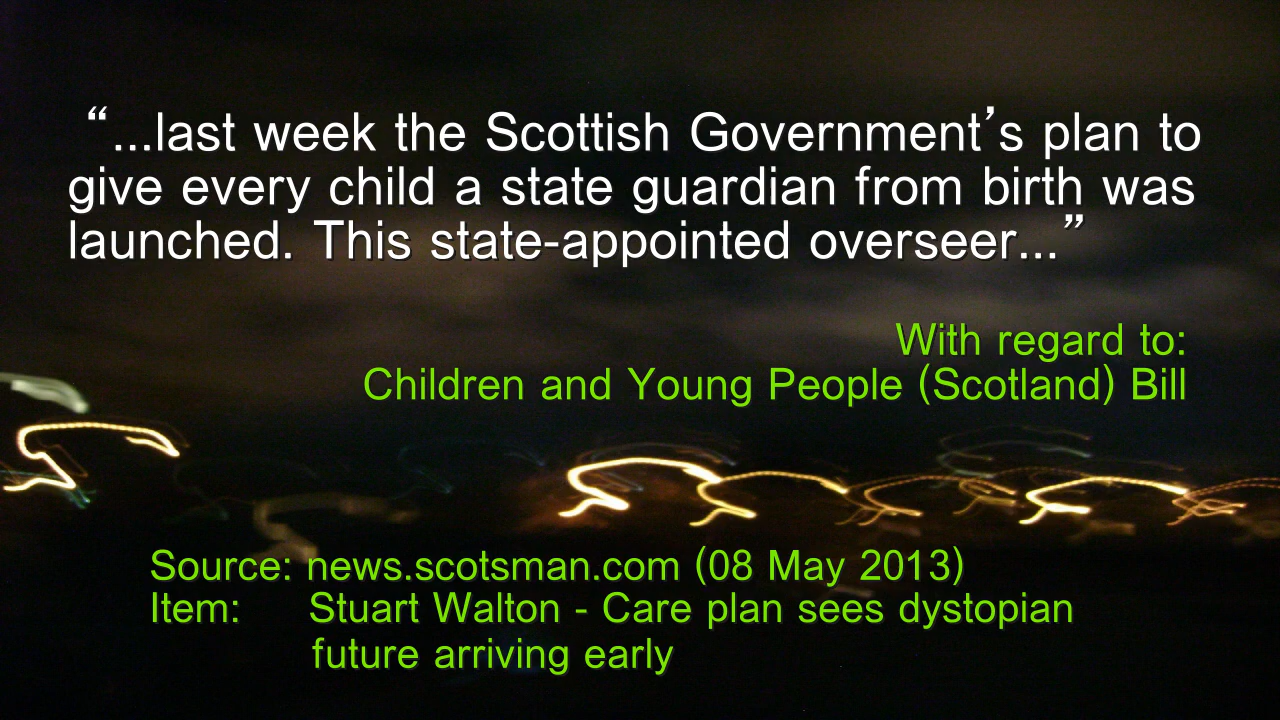 “...last week the Scottish Government’s plan to
give every child a state guardian from birth was
launched. This state-appointed overseer...”
With regard to:
Children and Young People (Scotland) Bill
Source: news.scotsman.com (08 May 2013)
Item: Stuart Walton - Care plan sees dystopian
future arriving early